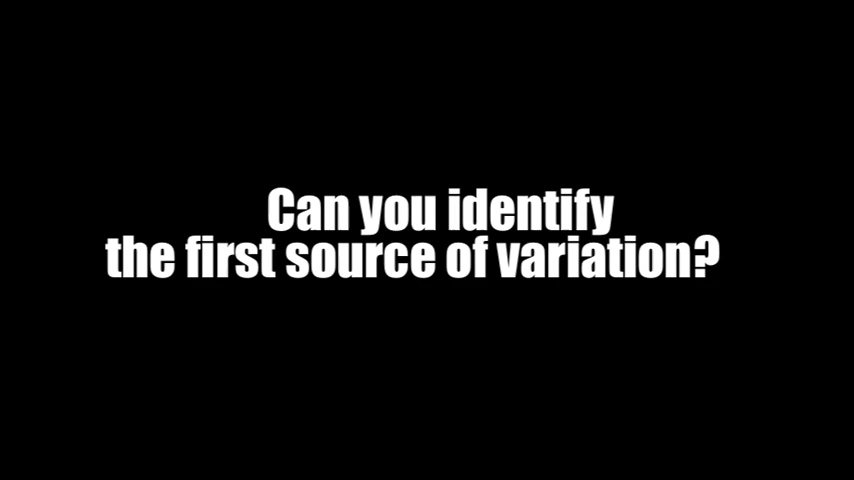 Can you identify
the first source of variation?